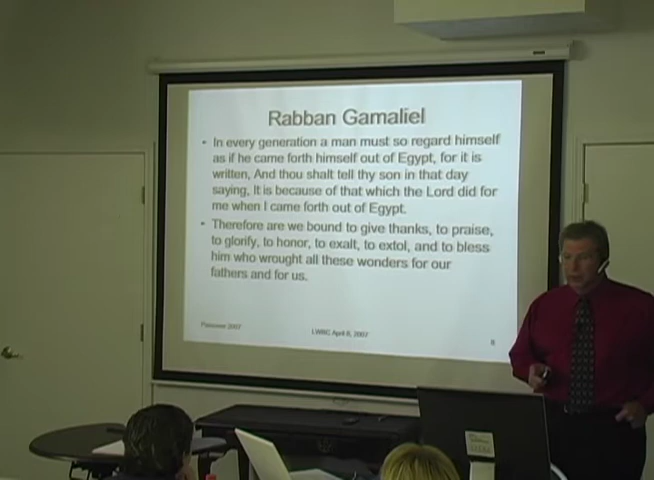 Rabban Gamaliel
• In every generation a man must so regard himself
as if he came forth himself out of Egypt, for it is
written, And thou shalt tell thy son in that day
saying, It is because of that which the Lord did for
me when I came forth out of Egypt.
• Therefore are we bound to give thanks, to praise,
to glorify, to honor, to exalt, to extol, and to bless
him who wrought all these wonders for our
fathers and for us.
Passover 2007
2007